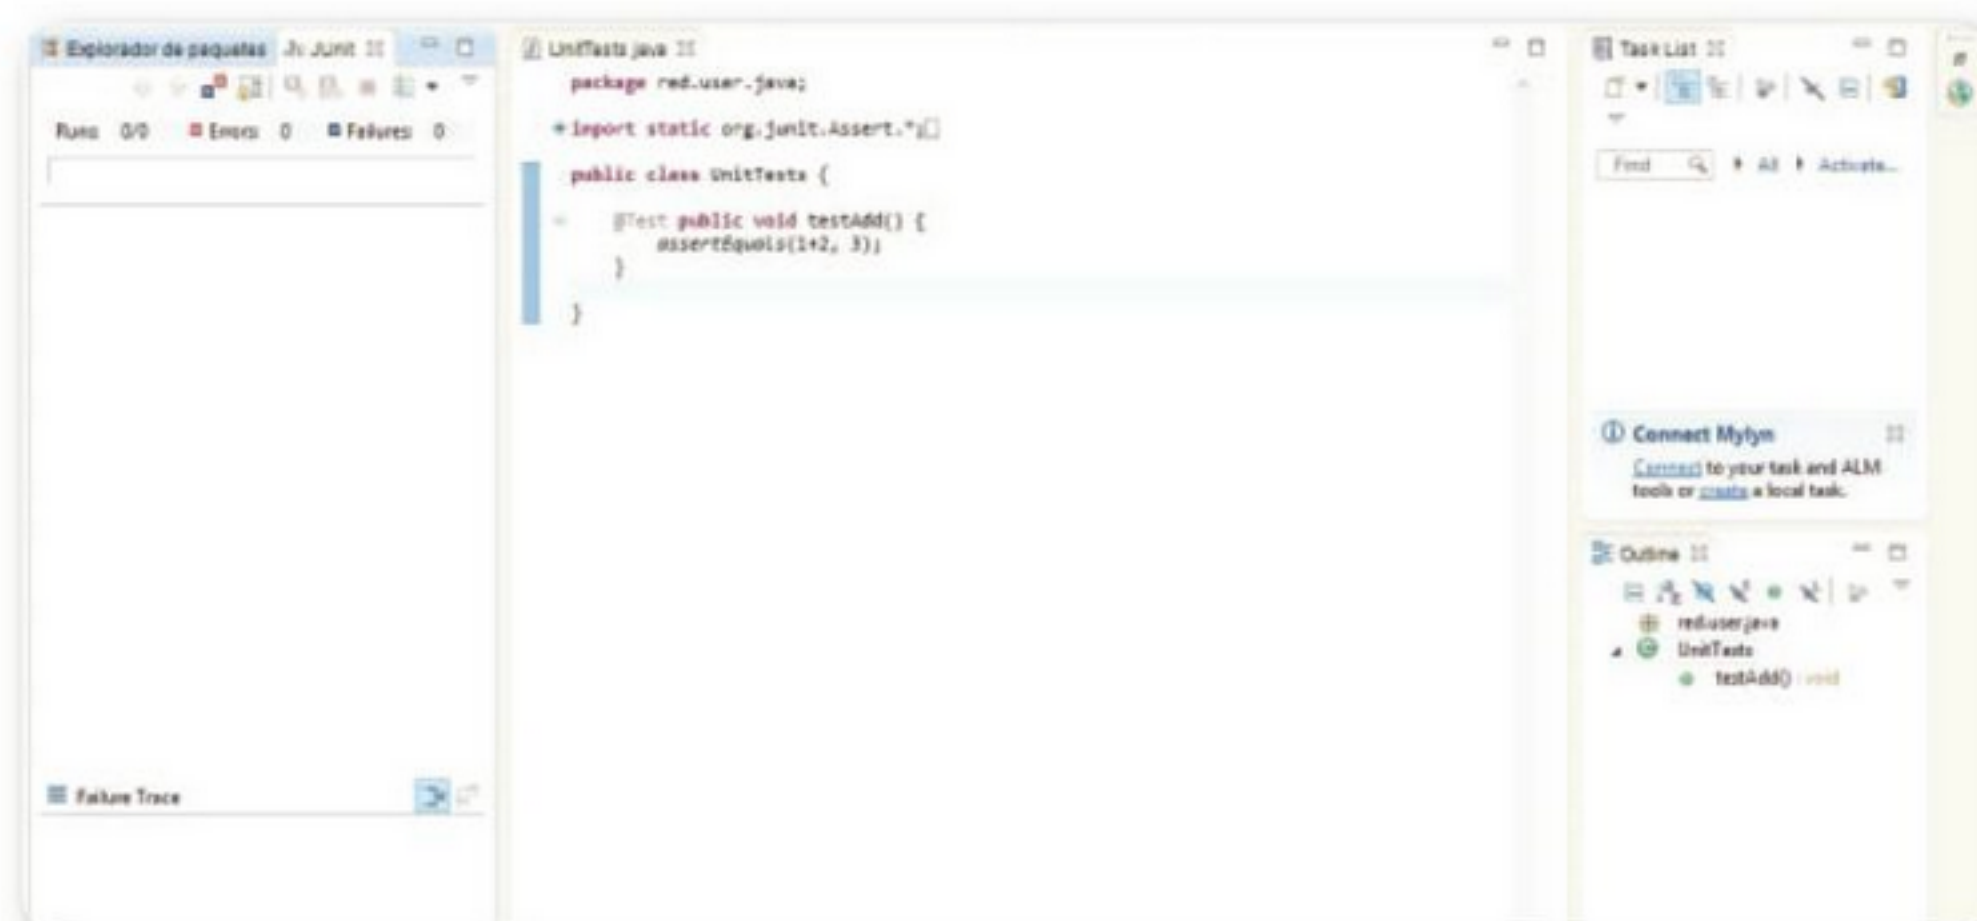 Explorador de paquetes JUnit
Runs 0/0 Errors 0 Failures 0
Failure Trace
UnitTests.java
package red.user.java;
import static org.junit.Assert.*;
public class UnitTests {
@Test public void testAdd() {
assertEquals(1+2, 3);
}
}
Task List
Find All Activate...
Connect Mylyn
Connect to your task and ALM
tools or create a local task.
Outline
red.user.java
UnitTests
testAdd() : void